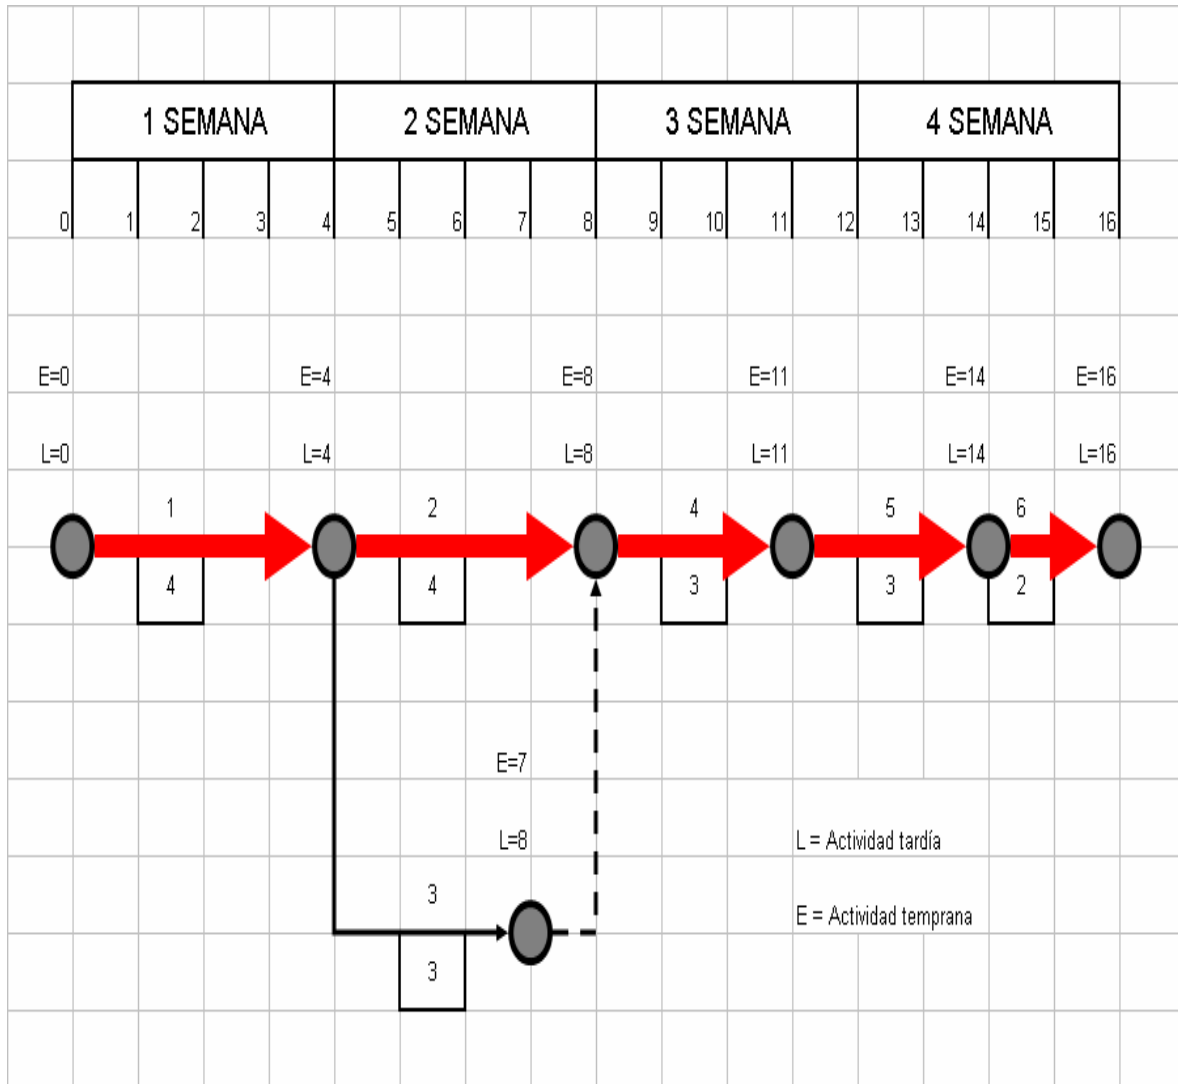 1 SEMANA 2 SEMANA 3 SEMANA 4 SEMANA
0 1 2 3 4 5 6 7 8 9 10 11 12 13 14 15 16
E=0 E=4 E=8 E=11 E=14 E=16
L=0 L=4 L=8 L=11 L=14 L=16
1 2 4 5 6
4 4 3 3 2
E=7
L=8
L = Actividad tardía
3
E = Actividad temprana
3